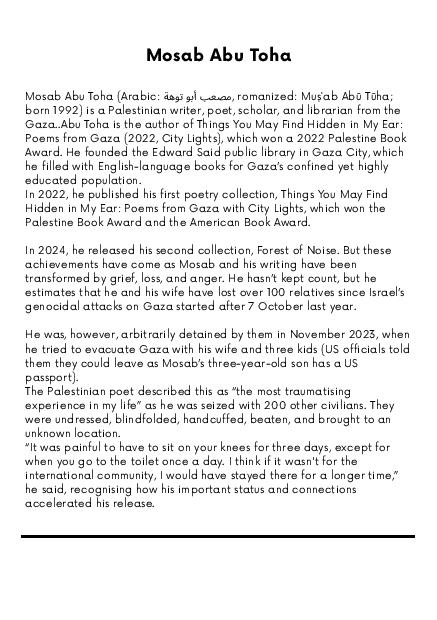 Mosab Abu Toha
Mosab Abu Toha (Arabic: مصعب أبو توهة, romanized: Muṣʿab Abū Tūha;
born 1992) is a Palestinian writer, poet, scholar, and librarian from the
Gaza..Abu Toha is the author of Things You May Find Hidden in My Ear:
Poems from Gaza (2022, City Lights), which won a 2022 Palestine Book
Award. He founded the Edward Said public library in Gaza City, which
he filled with English-language books for Gaza's confined yet highly
educated population.
In 2022, he published his first poetry collection, Things You May Find
Hidden in My Ear: Poems from Gaza with City Lights, which won the
Palestine Book Award and the American Book Award.
In 2024, he released his second collection, Forest of Noise. But these
achievements have come as Mosab and his writing have been
transformed by grief, loss, and anger. He hasn't kept count, but he
estimates that he and his wife have lost over 100 relatives since Israel's
genocidal attacks on Gaza started after 7 October last year.
He was, however, arbitrarily detained by them in November 2023, when
he tried to evacuate Gaza with his wife and three kids (US officials told
them they could leave as Mosab's three-year-old son has a US
passport).
The Palestinian poet described this as “the most traumatising
experience in my life” as he was seized with 200 other civilians. They
were undressed, blindfolded, handcuffed, beaten, and brought to an
unknown location.
“It was painful to have to sit on your knees for three days, except for
when you go to the toilet once a day. I think if it wasn't for the
international community, I would have stayed there for a longer time,”
he said, recognising how his important status and connections
accelerated his release.